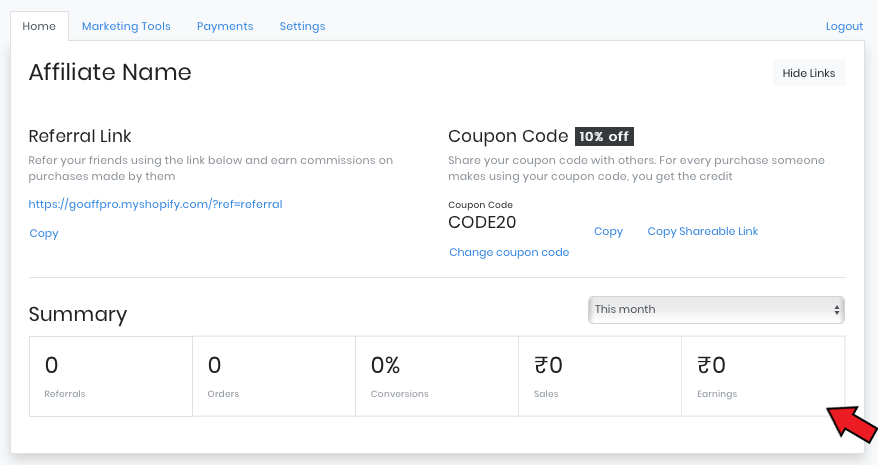 Home Marketing Tools Payments Settings Logout
Affiliate Name
Hide Links
Referral Link
Refer your friends using the link below and earn commissions on
purchases made by them
https://goaffpro.myshopify.com/?ref=referral
Copy
Coupon Code 10% off
Share your coupon code with others. For every purchase someone
makes using your coupon code, you get the credit
Coupon Code
CODE20
Copy Copy Shareable Link
Change coupon code
Summary
This month
0
Referrals
0
Orders
0%
Conversions
₹0
Sales
₹0
Earnings